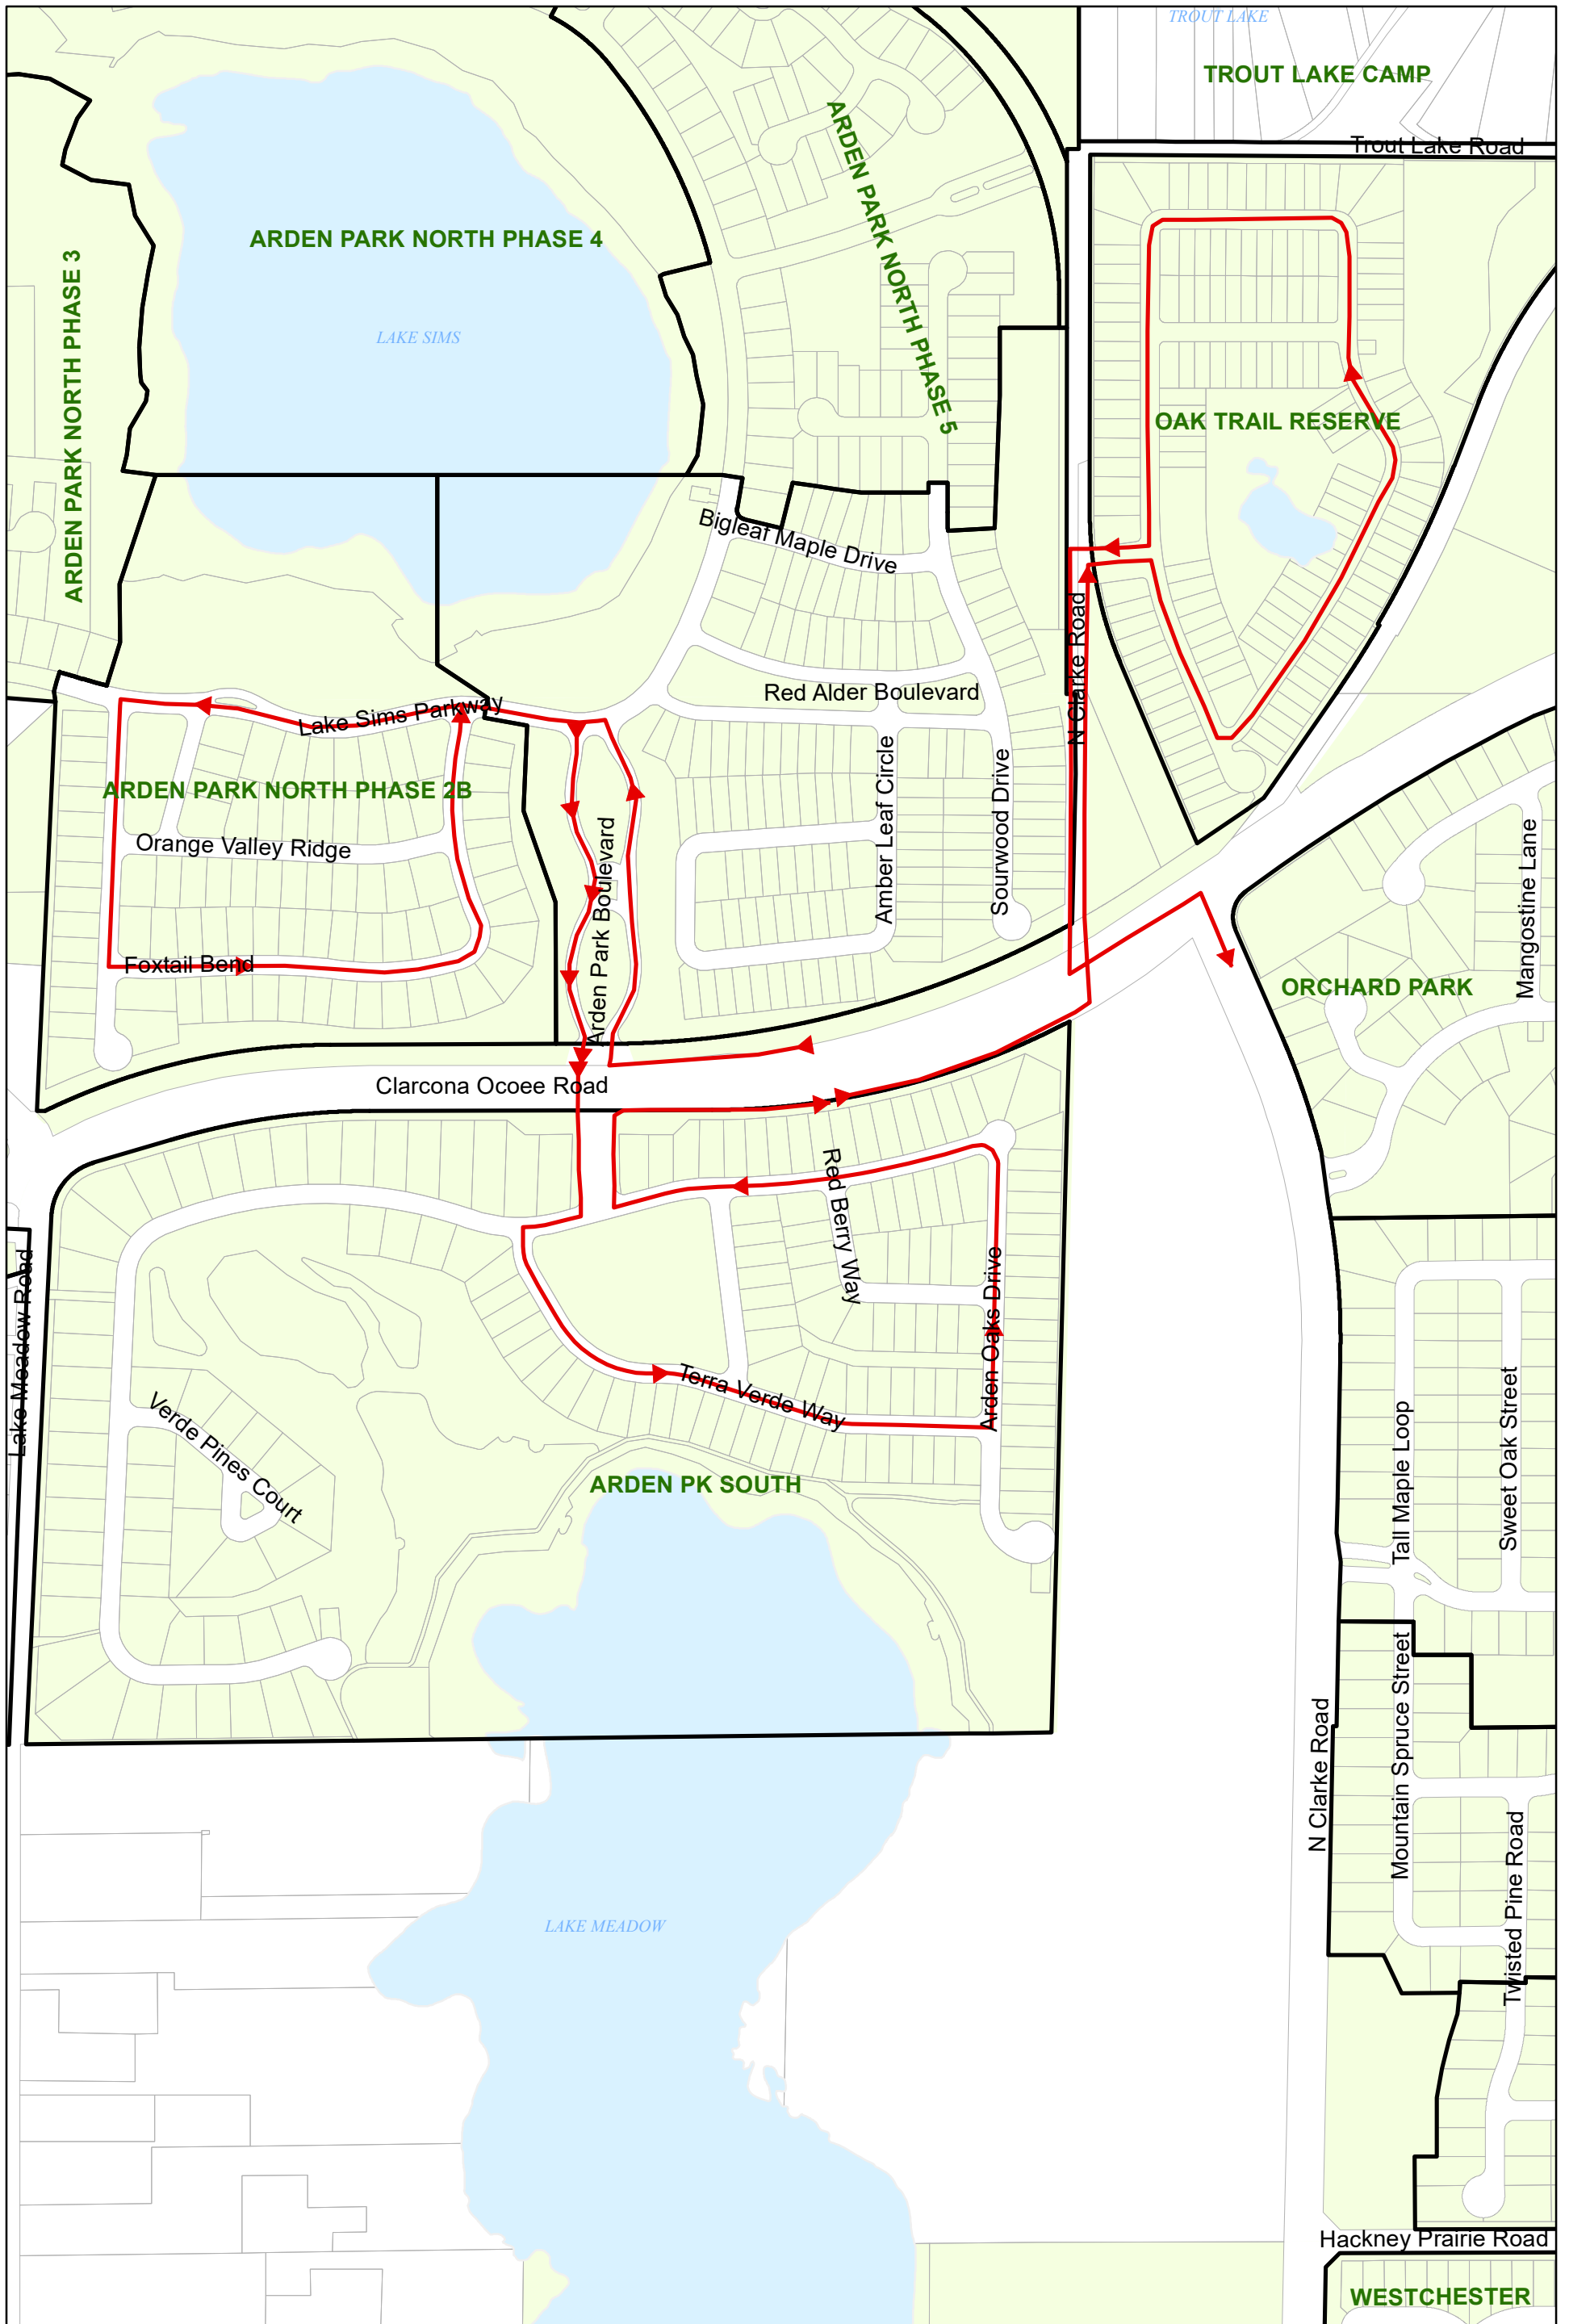 TROUT LAKE
TROUT LAKE CAMP
Trout Lake Road
ARDEN PARK NORTH PHASE 4
ARDEN PARK NORTH PHASE 5
ARDEN PARK NORTH PHASE 3
LAKE SIMS
OAK TRAIL RESERVE
Bigleaf Maple Drive
N Clarke Road
Red Alder Boulevard
Lake Sims Parkway
ARDEN PARK NORTH PHASE 2B
Orange Valley Ridge
Arden Park Boulevard
Amber Leaf Circle
Sourwood Drive
Mangostine Lane
Foxtail Bend
ORCHARD PARK
Clarcona Ocoee Road
Red Berry Way
Arden Oaks Drive
Lake Meadow Road
Terra Verde Way
Verde Pines Court
ARDEN PK SOUTH
Tall Maple Loop
Sweet Oak Street
Mountain Spruce Street
N Clarke Road
Twisted Pine Road
LAKE MEADOW
Hackney Prairie Road
WESTCHESTER